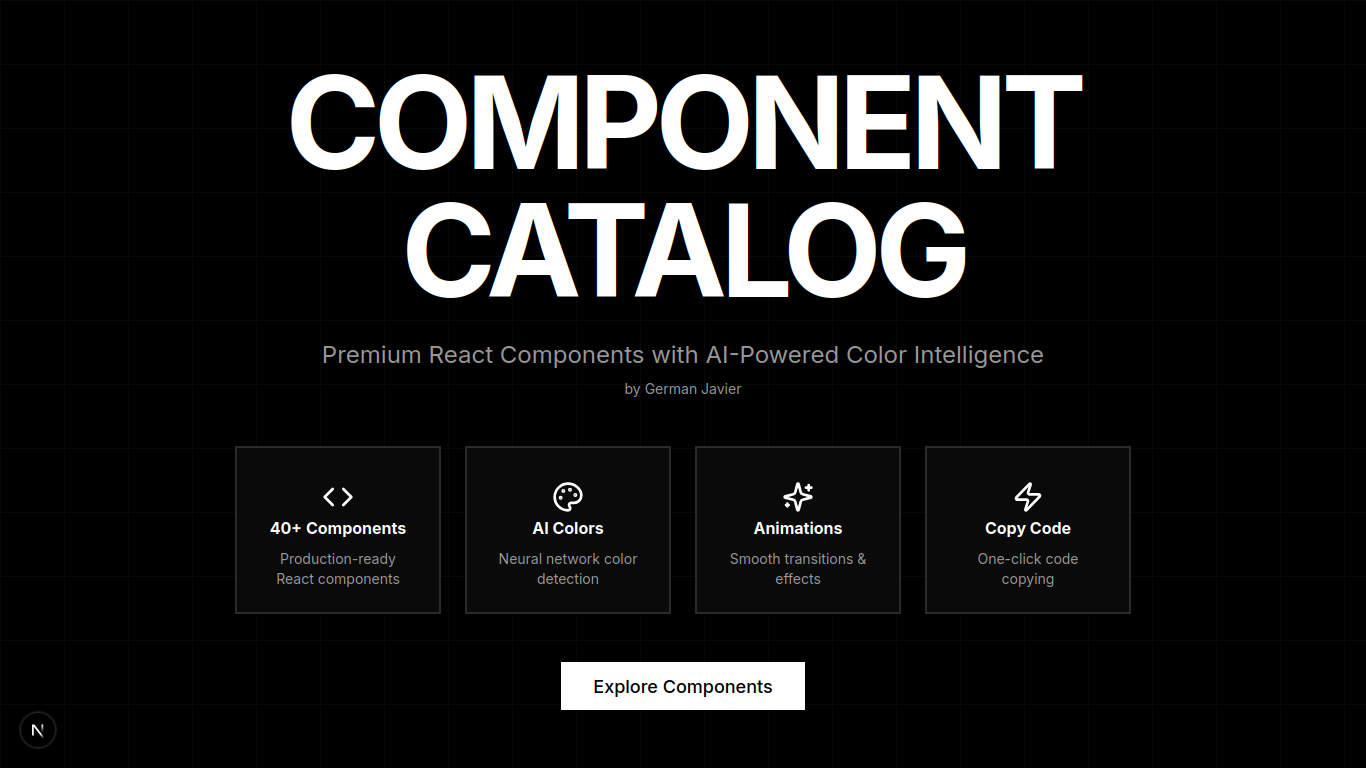 COMPONENT
CATALOG
Premium React Components with AI-Powered Color Intelligence
by German Javier
40+ Components
Production-ready
React components
AI Colors
Neural network color
detection
Animations
Smooth transitions &
effects
Copy Code
One-click code
copying
Explore Components
N